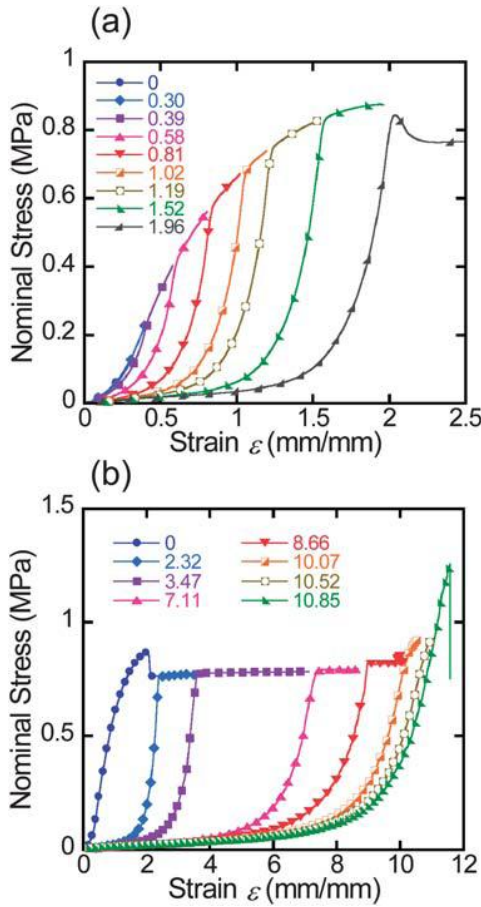 (a)
1
0.8
0.6
0.4
0.2
0
Nominal Stress (MPa)
0
0.30
0.39
0.58
0.81
1.02
1.19
1.52
1.96
0 0.5 1 1.5 2 2.5
Strain ε (mm/mm)
(b)
1.5
1
0.5
0
Nominal Stress (MPa)
0 8.66
2.32 10.07
3.47 10.52
7.11 10.85
0 2 4 6 8 10 12
Strain ε (mm/mm)